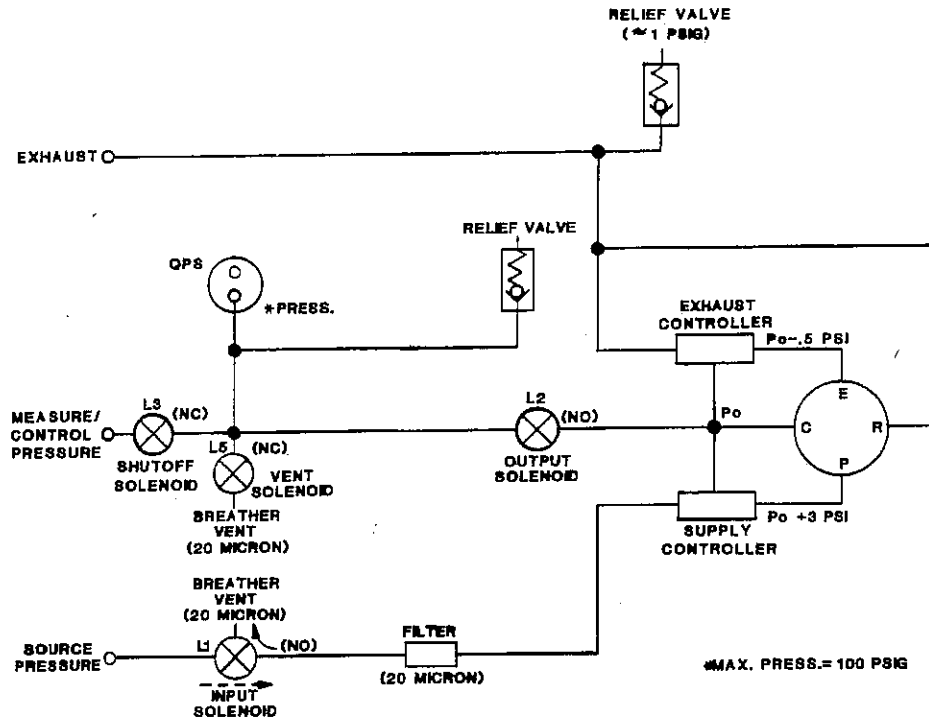 RELIEF VALVE
(≈1 PSIG)
EXHAUST
RELIEF VALVE
QPS
*PRESS.
EXHAUST
CONTROLLER
Po-.5 PSI
E
C
R
P
MEASURE/
CONTROL
PRESSURE
L3
(NC)
SHUTOFF
SOLENOID
L5
(NC)
VENT
SOLENOID
BREATHER
VENT
(20 MICRON)
L2
(NO)
OUTPUT
SOLENOID
Po
Po +3 PSI
SUPPLY
CONTROLLER
BREATHER
VENT
(20 MICRON)
SOURCE
PRESSURE
L1
(NO)
INPUT
SOLENOID
FILTER
(20 MICRON)
*MAX. PRESS.= 100 PSIG